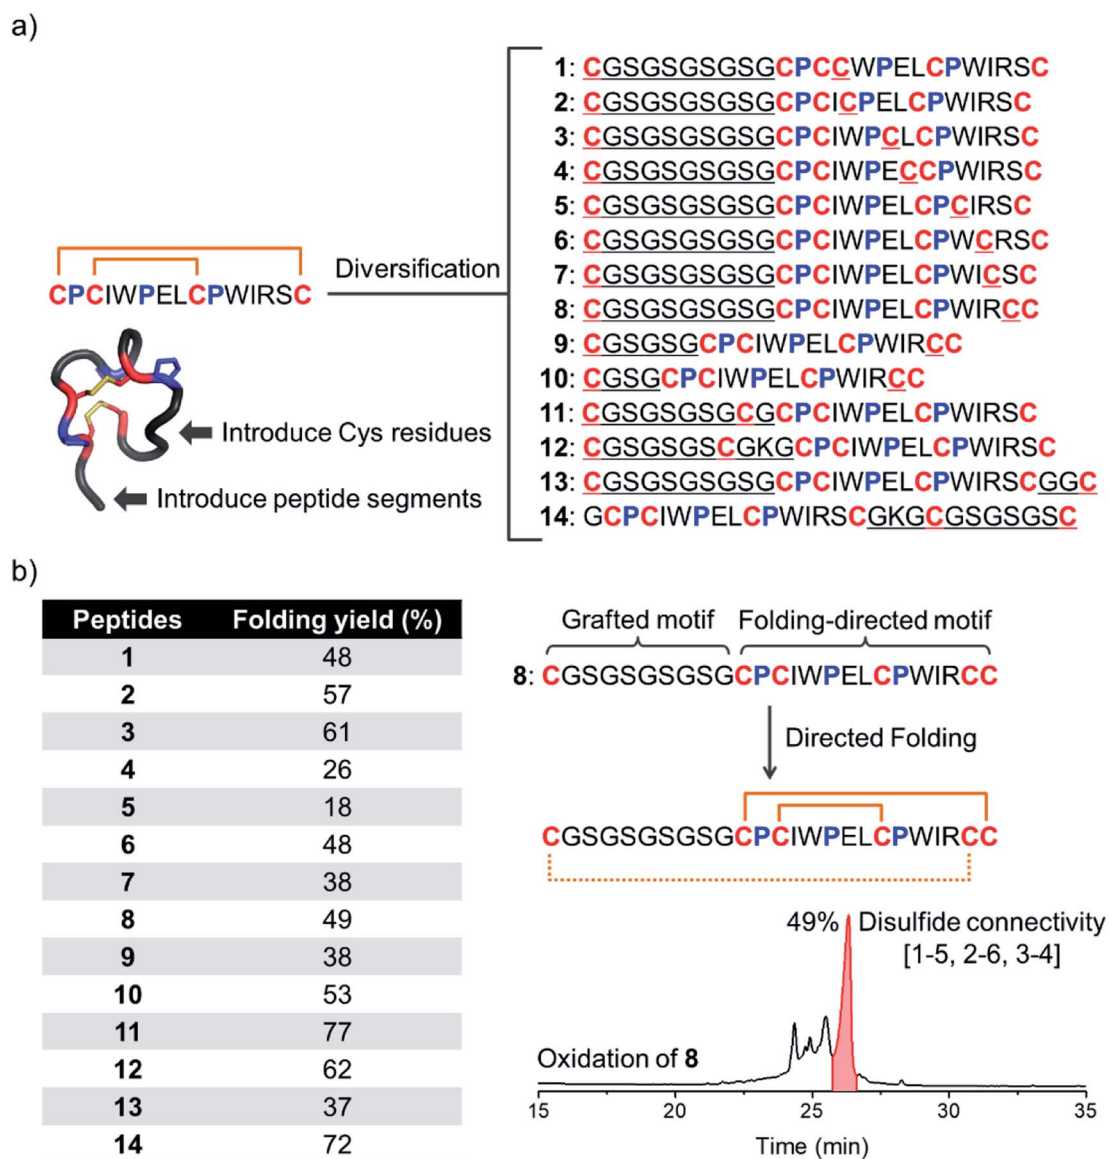 a)
1: CGSGSGSGSGCPCCWPELCPWIRSC
2: CGSGSGSGSGCPCICPELCPWIRSC
3: CGSGSGSGSGCPCIWPCLCPWIRSC
4: CGSGSGSGSGCPCIWPECCPWIRSC
5: CGSGSGSGSGCPCIWPELCPCIRSC
6: CGSGSGSGSGCPCIWPELCPWCRSC
7: CGSGSGSGSGCPCIWPELCPWICSC
8: CGSGSGSGSGCPCIWPELCPWIRCC
9: CGSGSGCPCIWPELCPWIRCC
10: CGSGCPCIWPELCPWIRCC
11: CGSGSGSGCGCPCIWPELCPWIRSC
12: CGSGSGSCGKGCPCIWPELCPWIRSC
13: CGSGSGSGSGCPCIWPELCPWIRSCGGC
14: GCPCIWPELCPWIRSCGKGCGSGSGSC
CPCIWPELCPWIRSC
Diversification
Introduce Cys residues
Introduce peptide segments
b)
Peptides Folding yield (%)
1 48
2 57
3 61
4 26
5 18
6 48
7 38
8 49
9 38
10 53
11 77
12 62
13 37
14 72
Grafted motif Folding-directed motif
8: CGSGSGSGSGCPCIWPELCPWIRCC
Directed Folding
CGSGSGSGSGCPCIWPELCPWIRCC
49% Disulfide connectivity
[1-5, 2-6, 3-4]
Oxidation of 8
15 20 25 30 35
Time (min)